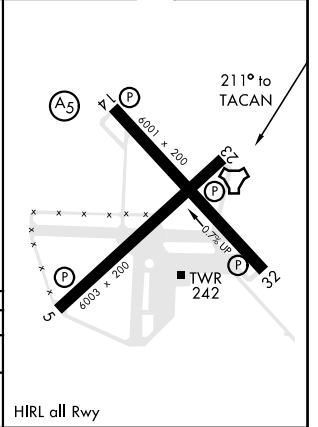 211º to
TACAN
A5
P
14
6001 x 200
23
P
0.7% UP
P
32
TWR
242
P
6003 x 200
5
HIRL all Rwy